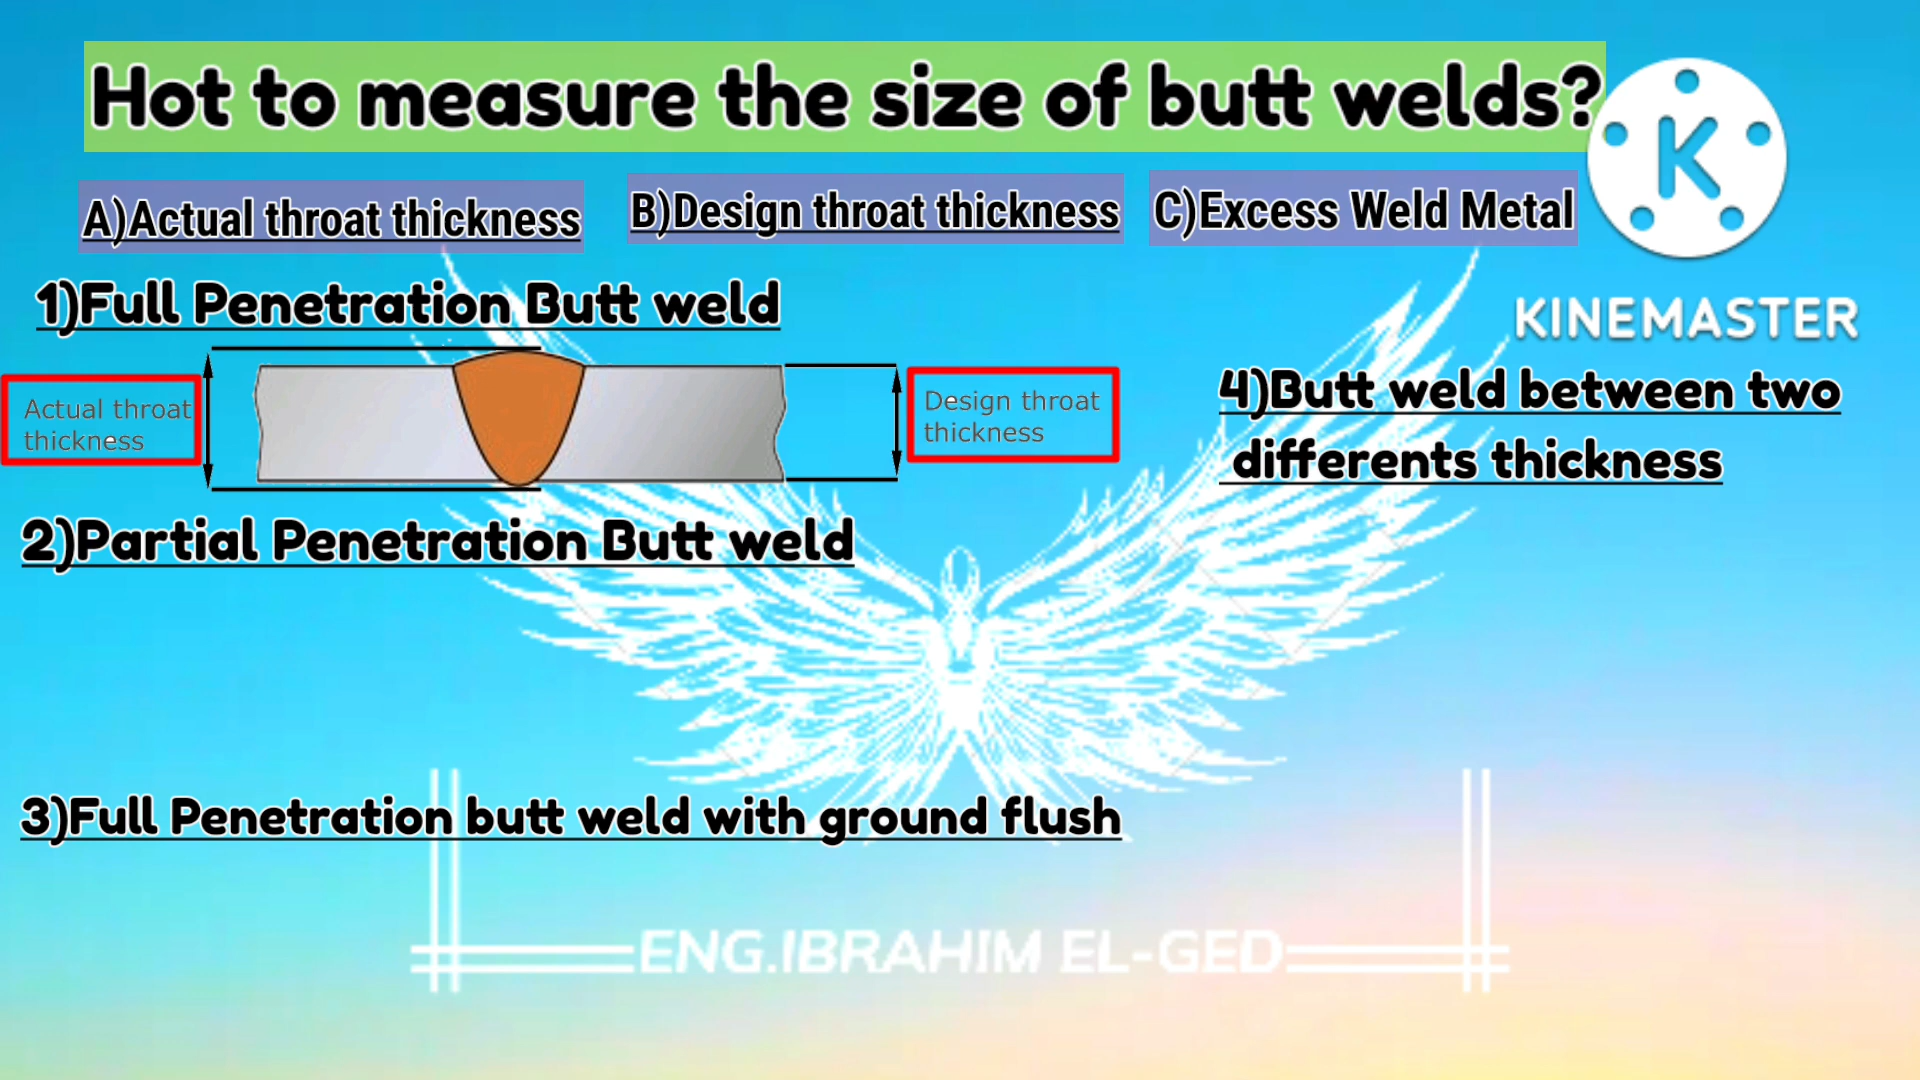 Hot to measure the size of butt welds?
A)Actual throat thickness
B)Design throat thickness
C)Excess Weld Metal
K
KINEMASTER
1)Full Penetration Butt weld
Actual throat
thickness
Design throat
thickness
4)Butt weld between two
differents thickness
2)Partial Penetration Butt weld
3)Full Penetration butt weld with ground flush
ENG.IBRAHIM EL-GED